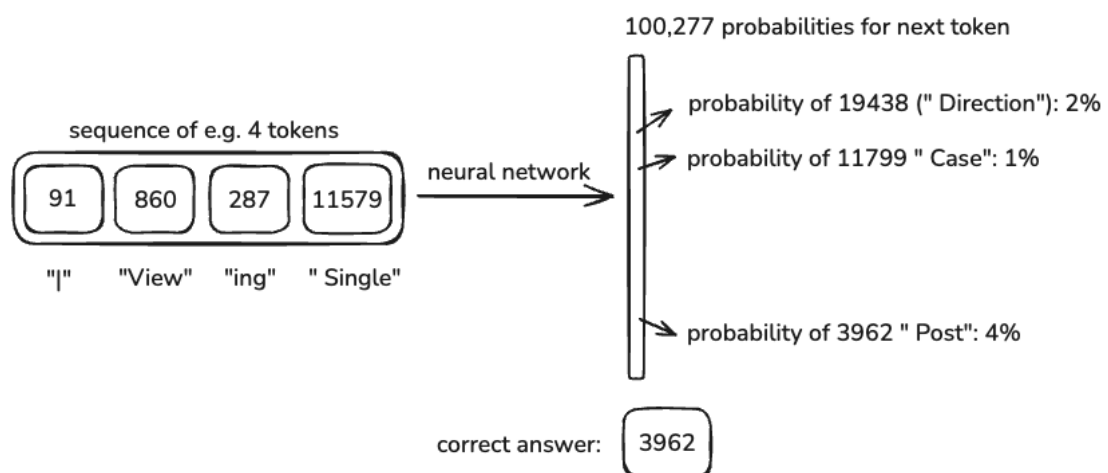 100,277 probabilities for next token
probability of 19438 (" Direction"): 2%
sequence of e.g. 4 tokens
probability of 11799 " Case": 1%
neural network
91 860 287 11579
"|" "View" "ing" " Single"
probability of 3962 " Post": 4%
correct answer: 3962